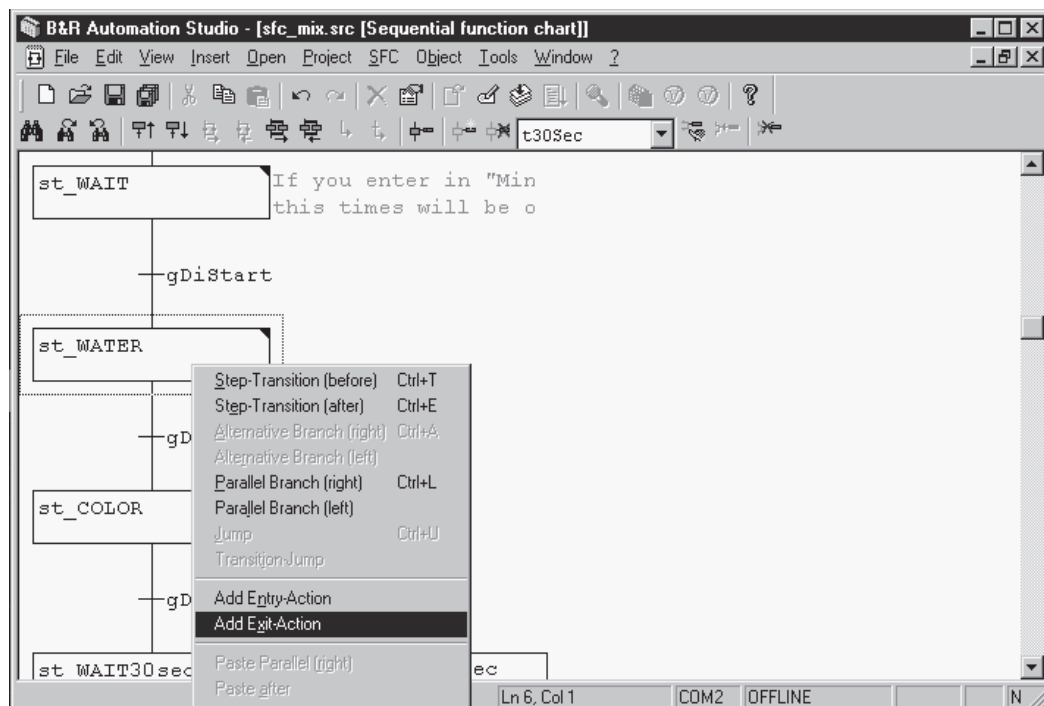 B&R Automation Studio - [sfc_mix.src [Sequential function chart]]
File Edit View Insert Open Project SFC Object Tools Window ?
t30Sec
st_WAIT
If you enter in "Min
this times will be o
gDiStart
st_WATER
Step-Transition (before) Ctrl+T
Step-Transition (after) Ctrl+E
gD
Alternative Branch (right) Ctrl+A
Alternative Branch (left)
Parallel Branch (right) Ctrl+L
st_COLOR
Parallel Branch (left)
Jump Ctrl+U
Transition-Jump
gD
Add Entry-Action
Add Exit-Action
st_WAIT30sec
Paste Parallel (right)
ec
Paste after
Ln 6, Col 1 COM2 OFFLINE N